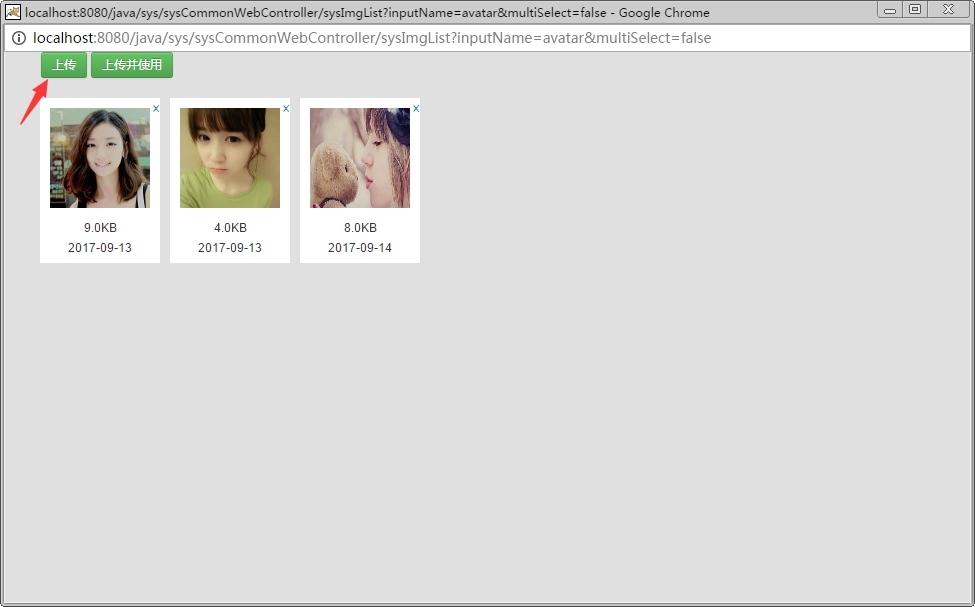 localhost:8080/java/sys/sysCommonWebController/sysImgList?inputName=avatar&multiSelect=false - Google Chrome
localhost:8080/java/sys/sysCommonWebController/sysImgList?inputName=avatar&multiSelect=false
上传 上传并使用
x x x
9.0KB 4.0KB 8.0KB
2017-09-13 2017-09-13 2017-09-14